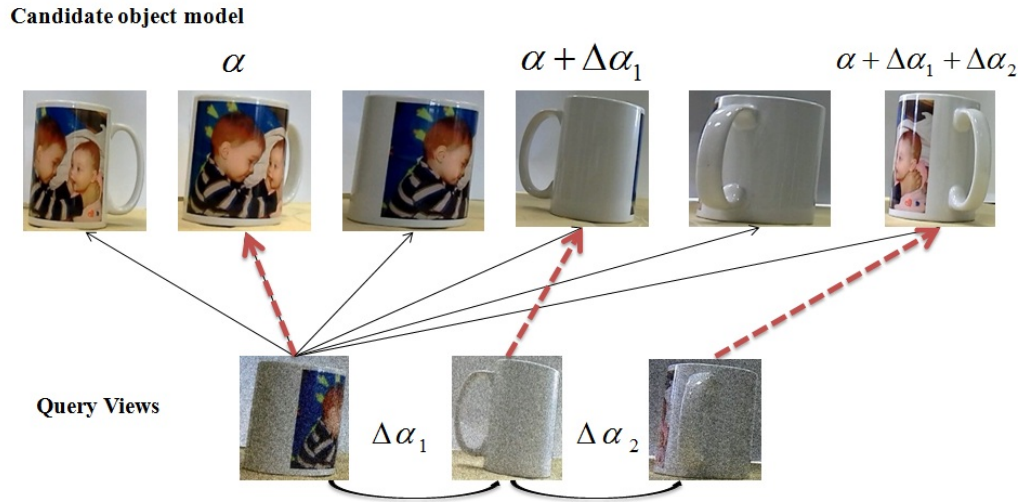 Candidate object model
α
α + Δα₁
α + Δα₁ + Δα₂
Query Views
Δα₁
Δα₂